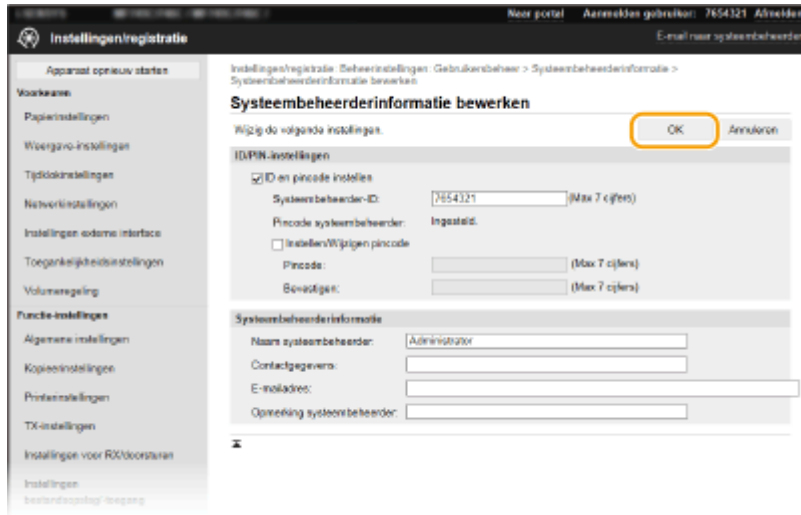 Naar portal Aanmelden gebruiker: 7654321 Afmelden
Instellingen/registratie
E-mail naar systeembeheerder
Apparaat opnieuw starten
Instellingen/registratie: Beheerinstellingen: Gebruikersbeheer > Systeembeheerderinformatie >
Systeembeheerderinformatie bewerken
Voorkeuren
Systeembeheerderinformatie bewerken
Papierinstellingen
Wijzig de volgende instellingen.
OK
Annuleren
Weergave-instellingen
ID/PIN-instellingen
Tijdklokinstellingen
ID en pincode instellen
Systeembeheerder-ID: 7654321 (Max 7 cijfers)
Netwerkinstellingen
Pincode systeembeheerder: Ingesteld.
Instellingen externe interface
Instellen/Wijzigen pincode
Toegankelijkheidsinstellingen
Pincode: (Max 7 cijfers)
Volumeregeling
Bevestigen: (Max 7 cijfers)
Functie-instellingen
Systeembeheerderinformatie
Algemene instellingen
Naam systeembeheerder: Administrator
Kopieerinstellingen
Contactgegevens:
E-mailadres:
Printerinstellingen
Opmerking systeembeheerder:
TX-instellingen
Instellingen voor RX/doorsturen
Instellingen
bestandsopslag/-toegang